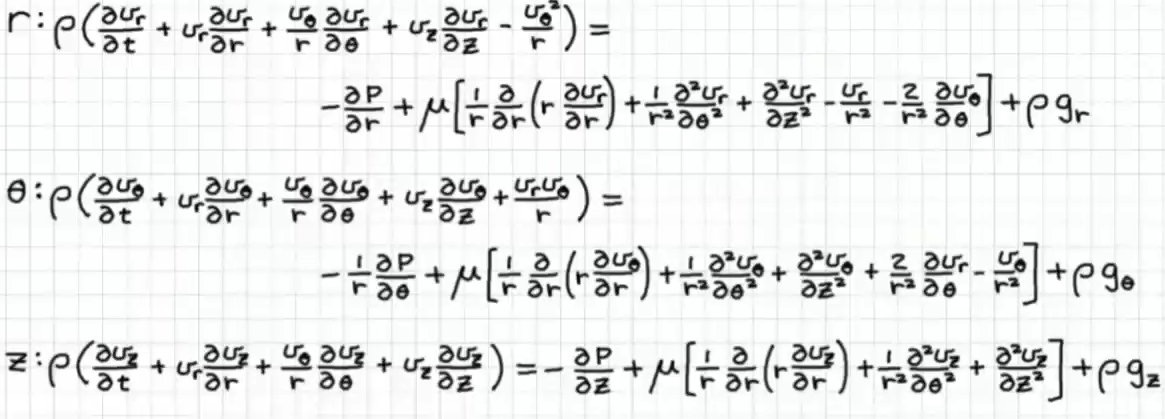 r: ρ(∂υr/∂t + υr ∂υr/∂r + υθ/r ∂υr/∂θ + υz ∂υr/∂z - υθ²/r) =
-∂P/∂r + μ[1/r ∂/∂r(r ∂υr/∂r) + 1/r² ∂²υr/∂θ² + ∂²υr/∂z² - υr/r² - 2/r² ∂υθ/∂θ] + ρgr
θ: ρ(∂υθ/∂t + υr ∂υθ/∂r + υθ/r ∂υθ/∂θ + υz ∂υθ/∂z + υrυθ/r) =
-1/r ∂P/∂θ + μ[1/r ∂/∂r(r ∂υθ/∂r) + 1/r² ∂²υθ/∂θ² + ∂²υθ/∂z² + 2/r² ∂υr/∂θ - υθ/r²] + ρgθ
z: ρ(∂υz/∂t + υr ∂υz/∂r + υθ/r ∂υz/∂θ + υz ∂υz/∂z) = -∂P/∂z + μ[1/r ∂/∂r(r ∂υz/∂r) + 1/r² ∂²υz/∂θ² + ∂²υz/∂z²] + ρgz